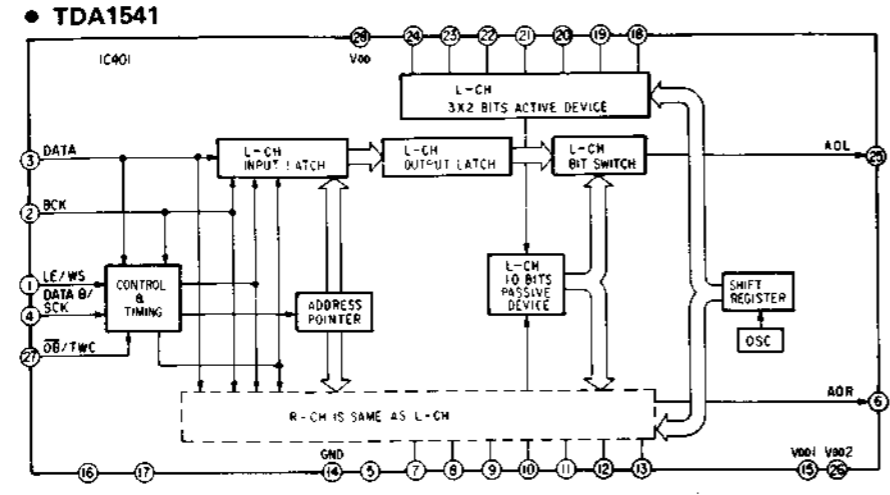 • TDA1541
IC401
28
VDD
24
23
22
21
20
19
18
L-CH
3X2 BITS ACTIVE DEVICE
3
DATA
L-CH
INPUT LATCH
L-CH
OUTPUT LATCH
L-CH
BIT SWITCH
AOL
25
2
BCK
1
LE/WS
4
DATA B/
SCK
27
OB/TWC
CONTROL
&
TIMING
ADDRESS
POINTER
L-CH
10 BITS
PASSIVE
DEVICE
SHIFT
REGISTER
OSC
R-CH IS SAME AS L-CH
AOR
6
16
17
GND
14
5
7
8
9
10
11
12
13
VDD1
VDD2
15
26